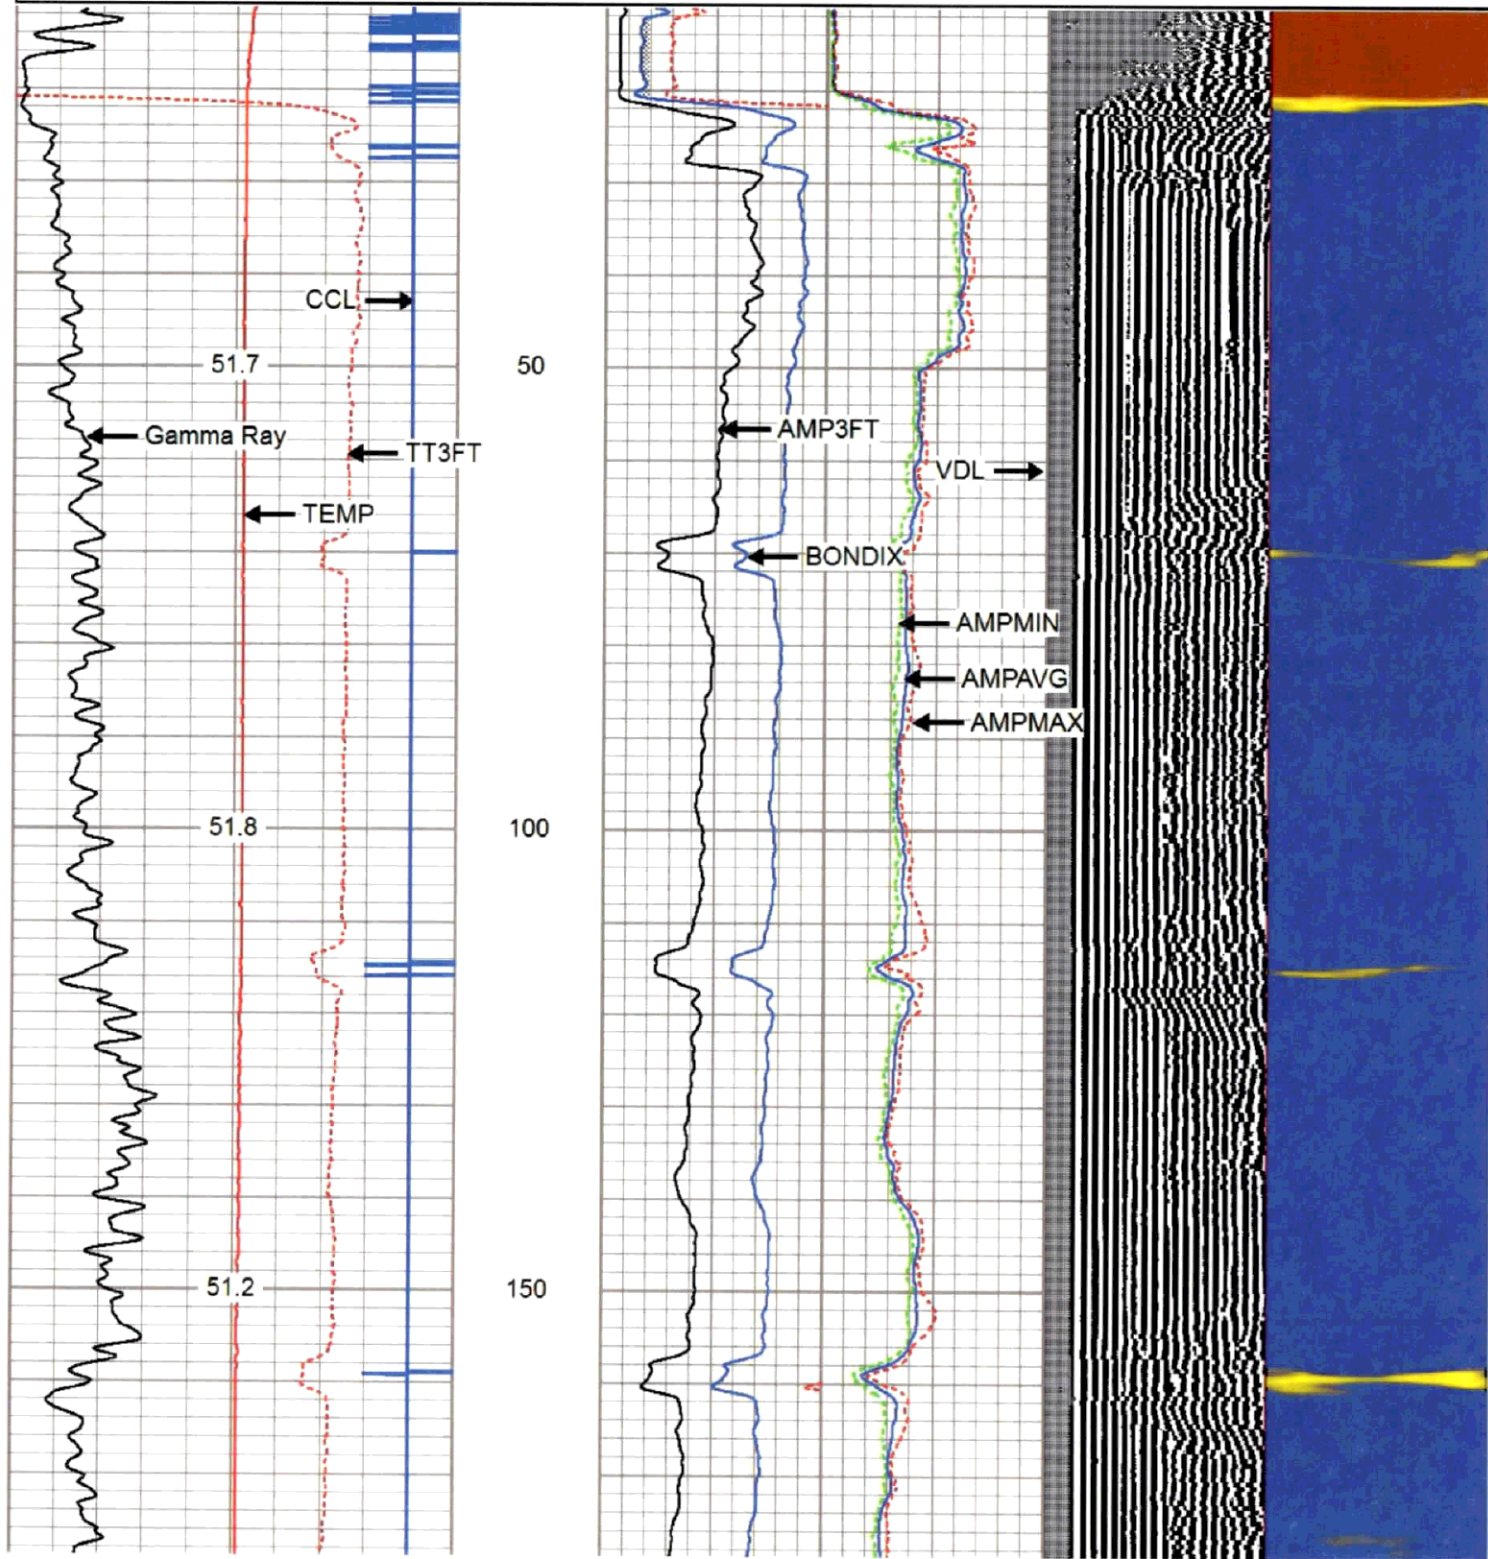 CCL
51.7
50
AMP3FT
Gamma Ray
TT3FT
VDL
TEMP
BONDIX
AMPMIN
AMPAVG
AMPMAX
51.8
100
51.2
150